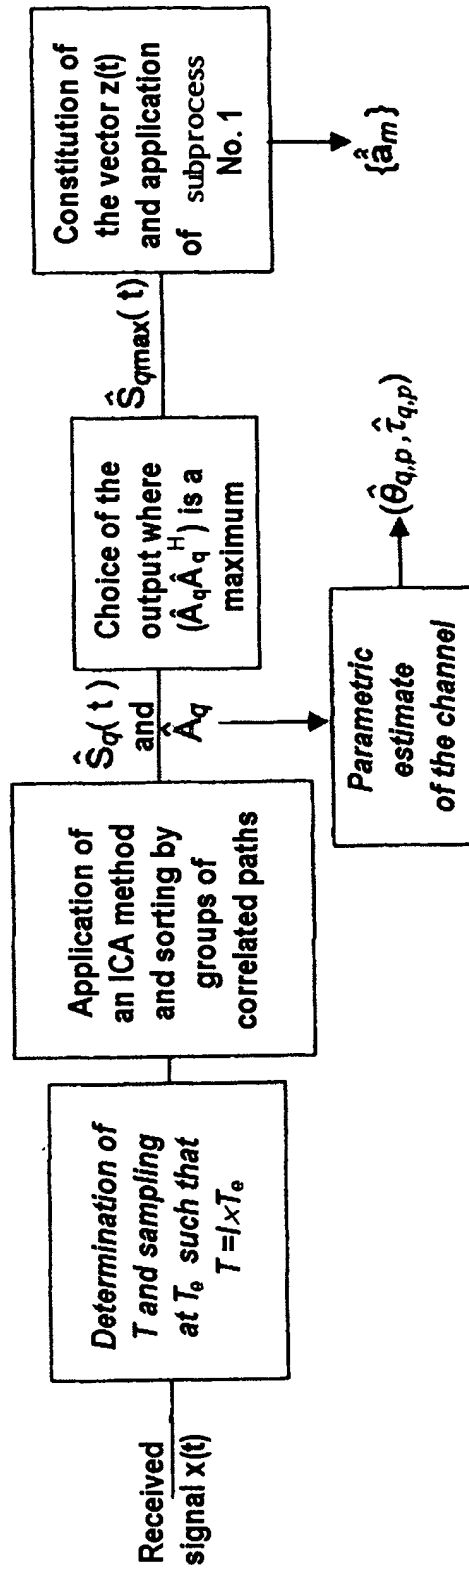 Received
signal x(t)
Determination of
T and sampling
at Tₑ such that
T=I×Tₑ
Application of
an ICA method
and sorting by
groups of
correlated paths
Ŝq(t)
and
Âq
Choice of the
output where
(ÂqÂqᴴ) is a
maximum
Ŝqmax(t)
Constitution of
the vector z(t)
and application
of subprocess
No. 1
{âm}
Parametric
estimate
of the channel
(θ̂q,p,τ̂q,p)